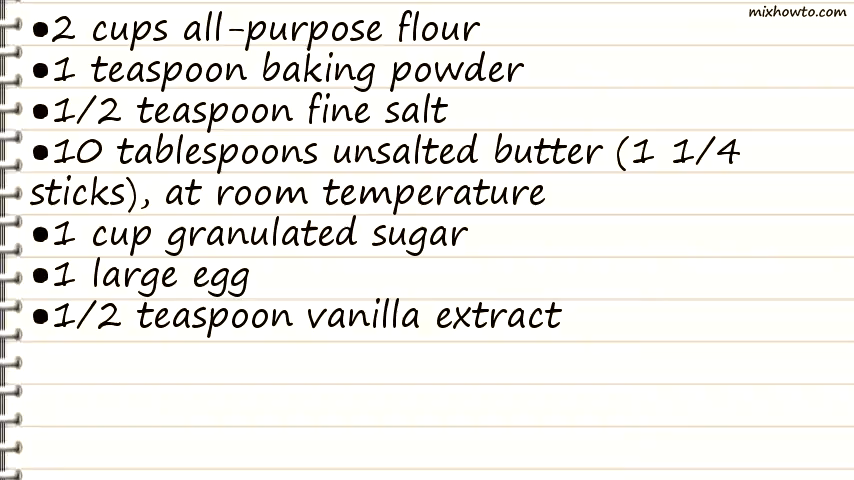 mixhowto.com
•2 cups all-purpose flour
•1 teaspoon baking powder
•1/2 teaspoon fine salt
•10 tablespoons unsalted butter (1 1/4
sticks), at room temperature
•1 cup granulated sugar
•1 large egg
•1/2 teaspoon vanilla extract